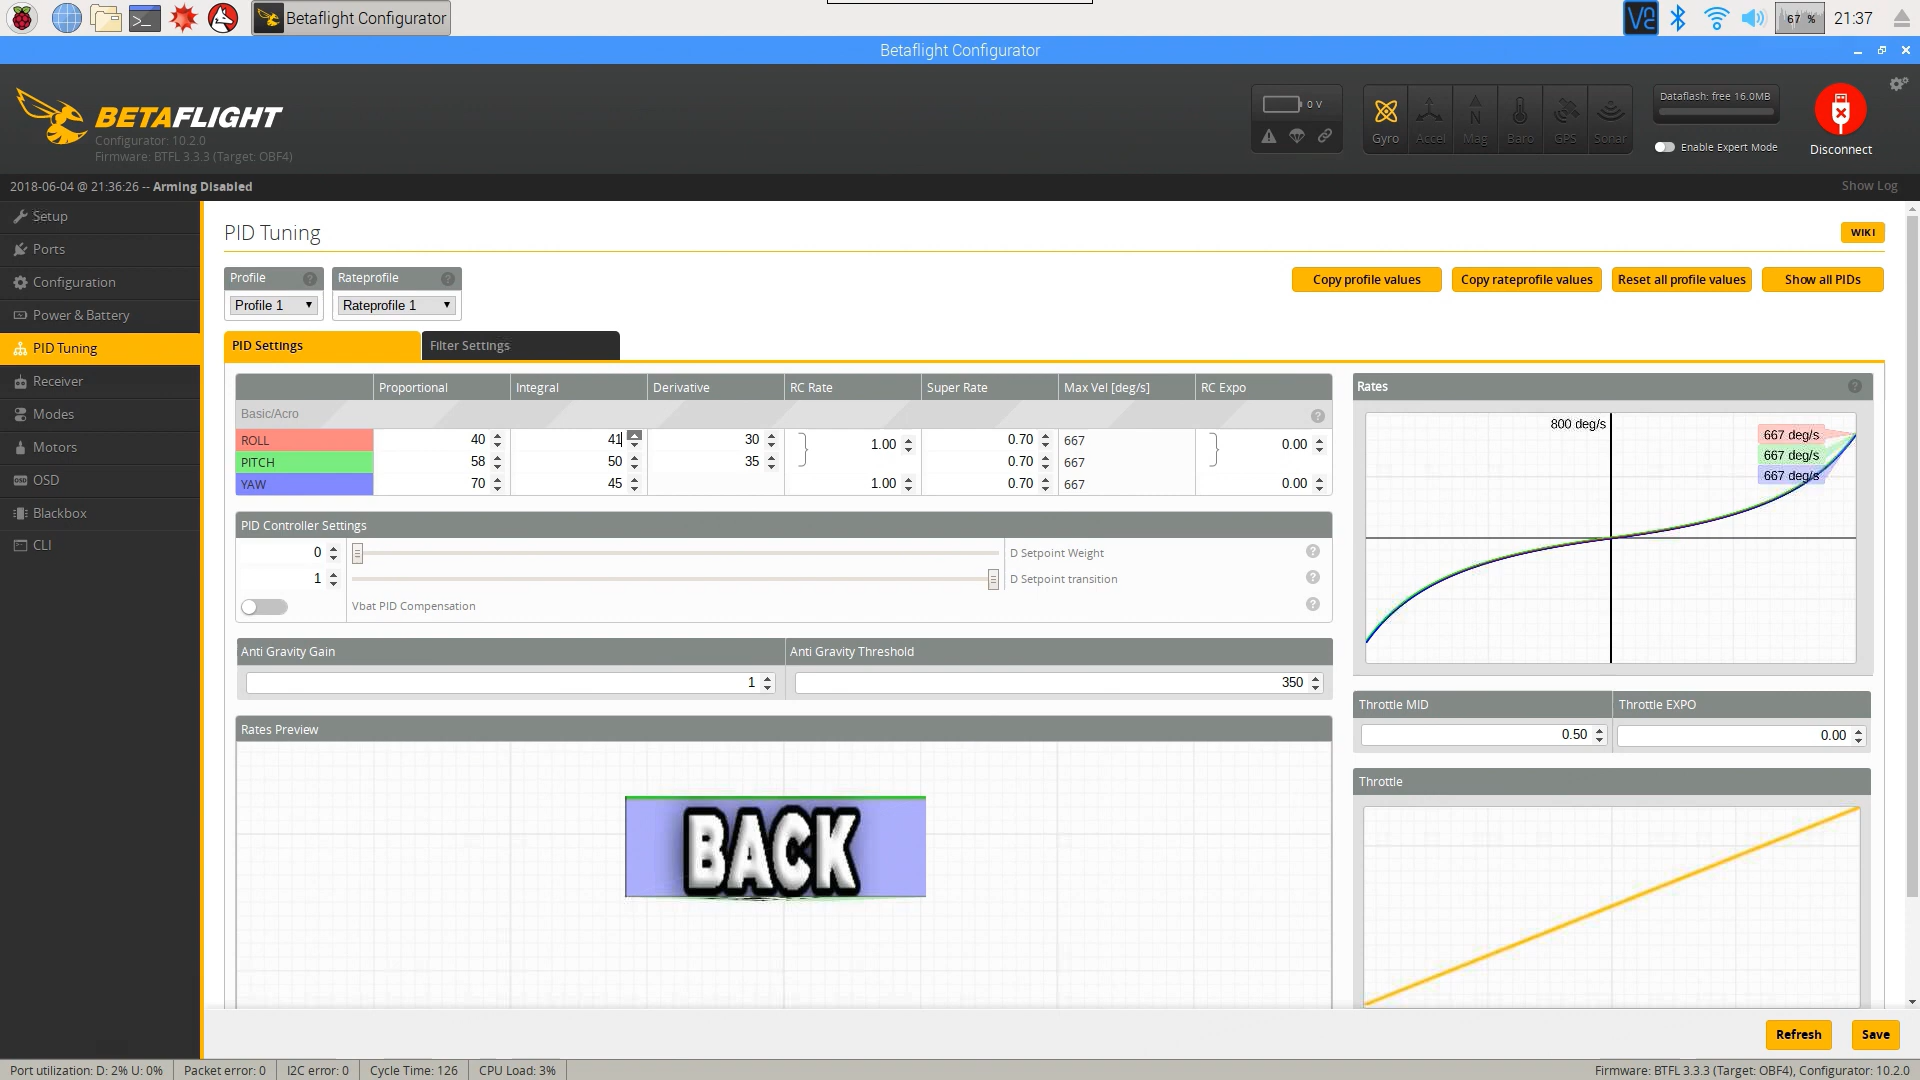 Betaflight Configurator
67 %
21:37
Betaflight Configurator
BETAFLIGHT
Configurator: 10.2.0
Firmware: BTFL 3.3.3 (Target: OBF4)
0 V
Gyro Accel Mag Baro GPS Sonar
Dataflash: free 16.0MB
Enable Expert Mode
Disconnect
2018-06-04 @ 21:36:26 -- Arming Disabled
Show Log
Setup
Ports
Configuration
Power & Battery
PID Tuning
Receiver
Modes
Motors
OSD
Blackbox
CLI
PID Tuning
WIKI
Profile
Profile 1
Rateprofile
Rateprofile 1
Copy profile values
Copy rateprofile values
Reset all profile values
Show all PIDs
PID Settings
Filter Settings
Proportional Integral Derivative RC Rate Super Rate Max Vel [deg/s] RC Expo
Basic/Acro
ROLL 40 41 30 1.00 0.70 667 0.00
PITCH 58 50 35 0.70 667
YAW 70 45 1.00 0.70 667 0.00
PID Controller Settings
0 D Setpoint Weight
1 D Setpoint transition
Vbat PID Compensation
Anti Gravity Gain
1
Anti Gravity Threshold
350
Rates Preview
BACK
Rates
800 deg/s
667 deg/s
667 deg/s
667 deg/s
Throttle MID
0.50
Throttle EXPO
0.00
Throttle
Refresh
Save
Port utilization: D: 2% U: 0%
Packet error: 0
I2C error: 0
Cycle Time: 126
CPU Load: 3%
Firmware: BTFL 3.3.3 (Target: OBF4), Configurator: 10.2.0